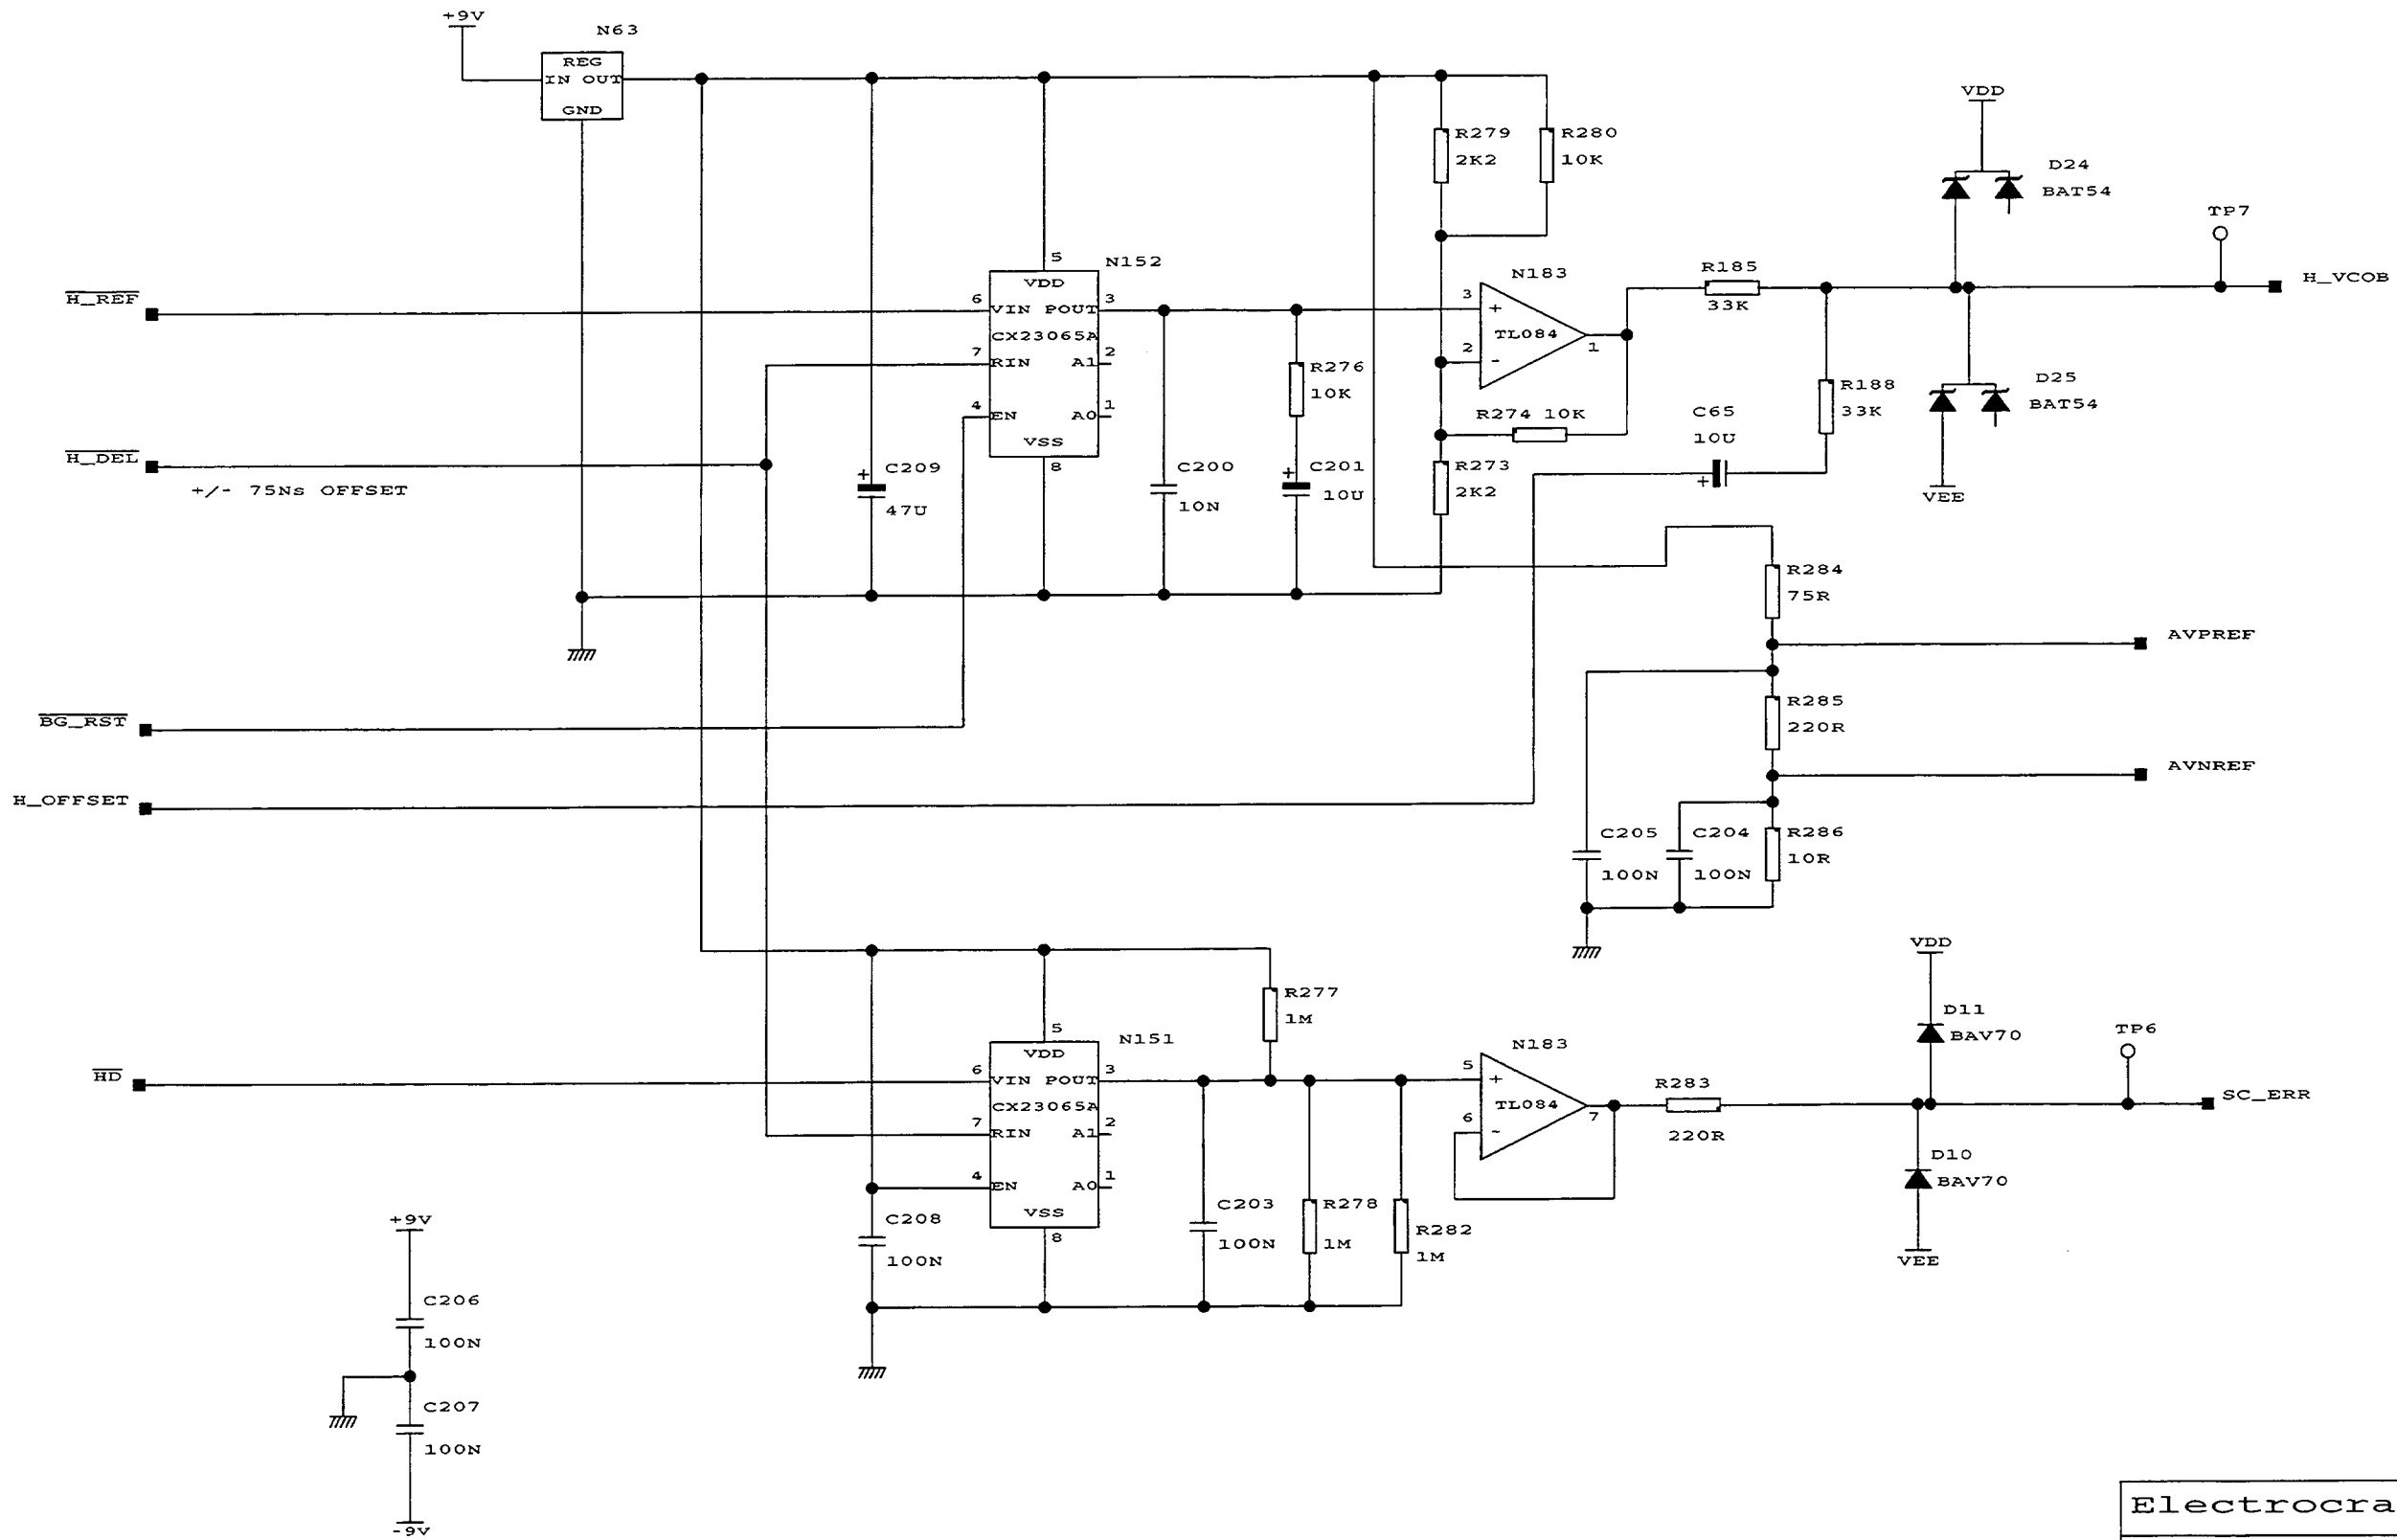 +9V
N63
REG
IN OUT
GND
VDD
R279
2K2
R280
10K
D24
BAT54
TP7
5
N152
VDD
N183
R185
33K
H_VCOB
H_REF
6
VIN POUT
3
3
+
CX23065A
TL084
7
RIN
A1
2
2
-
1
R276
10K
R188
33K
D25
BAT54
4
EN
A0
1
R274 10K
C65
10U
+
VSS
8
H_DEL
+/- 75Ns OFFSET
+
C209
47U
C200
10N
+
C201
10U
R273
2K2
VEE
R284
75R
AVPREF
BG_RST
R285
220R
AVNREF
H_OFFSET
C205
100N
C204
100N
R286
10R
VDD
R277
1M
D11
BAV70
TP6
5
N151
VDD
N183
HD
6
VIN POUT
3
5
+
CX23065A
TL084
7
RIN
A1
2
6
-
7
R283
220R
SC_ERR
D10
BAV70
4
EN
A0
1
VSS
8
C208
100N
C203
100N
R278
1M
R282
1M
VEE
+9V
C206
100N
C207
100N
-9V
Electrocra